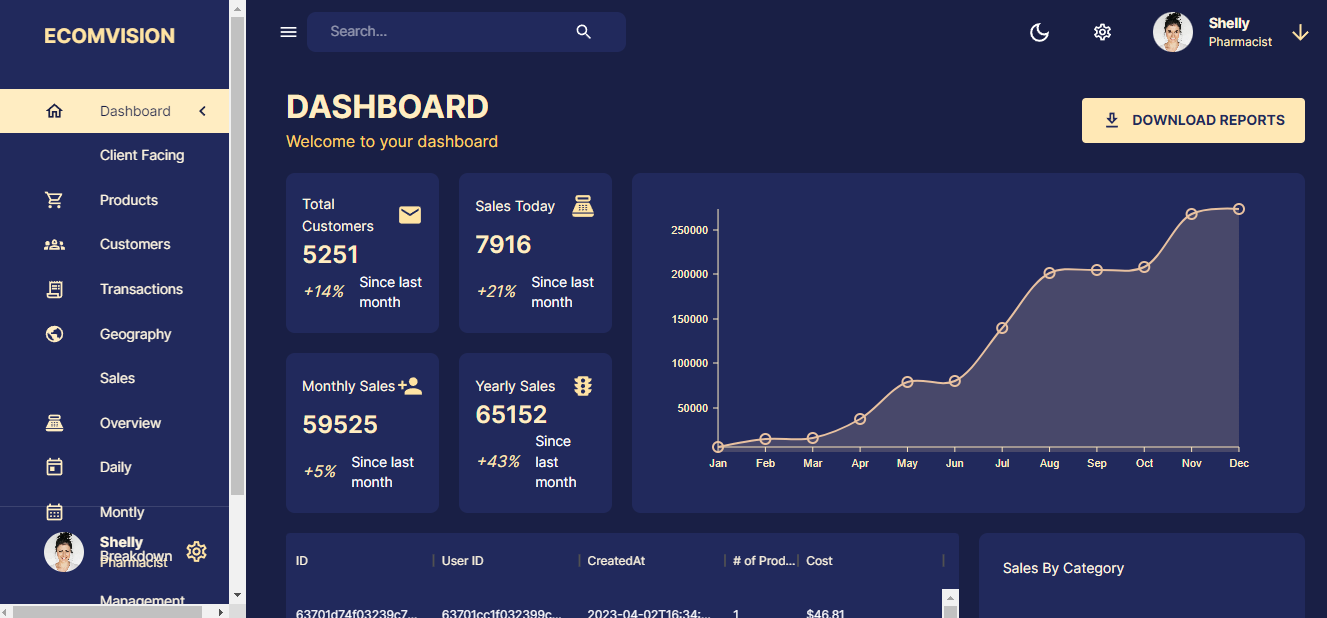 ECOMVISION
Search...
Shelly
Pharmacist
Dashboard
Client Facing
Products
Customers
Transactions
Geography
Sales
Overview
Daily
Montly
Breakdown
Management
Shelly
Pharmacist
DASHBOARD
Welcome to your dashboard
DOWNLOAD REPORTS
Total
Customers
5251
+14%
Since last
month
Sales Today
7916
+21%
Since last
month
Monthly Sales
59525
+5%
Since last
month
Yearly Sales
65152
+43%
Since
last
month
250000
200000
150000
100000
50000
Jan Feb Mar Apr May Jun Jul Aug Sep Oct Nov Dec
ID User ID CreatedAt # of Prod... Cost
63701d74f03239c7... 63701cc1f032399c... 2023-04-02T16:34:... 1 $46.81
Sales By Category